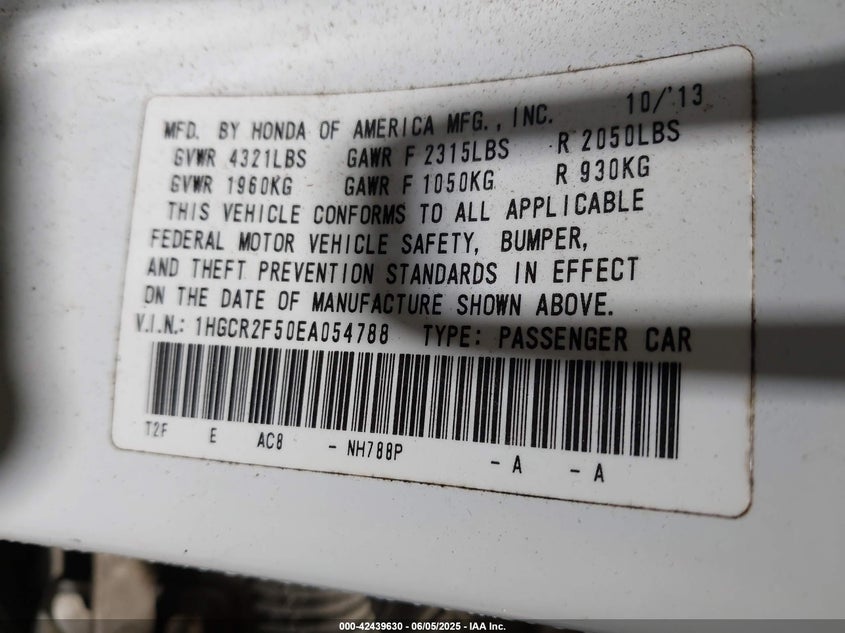 10/'13
MFD. BY HONDA OF AMERICA MFG., INC.
GVWR 4321LBS GAWR F 2315LBS R 2050LBS
GVWR 1960KG GAWR F 1050KG R 930KG
THIS VEHICLE CONFORMS TO ALL APPLICABLE
FEDERAL MOTOR VEHICLE SAFETY, BUMPER,
AND THEFT PREVENTION STANDARDS IN EFFECT
ON THE DATE OF MANUFACTURE SHOWN ABOVE.
V.I.N.: 1HGCR2F50EA054788 TYPE: PASSENGER CAR
T2F E AC8 - NH788P - A - A
000-42439630 - 06/05/2025 - IAA Inc.